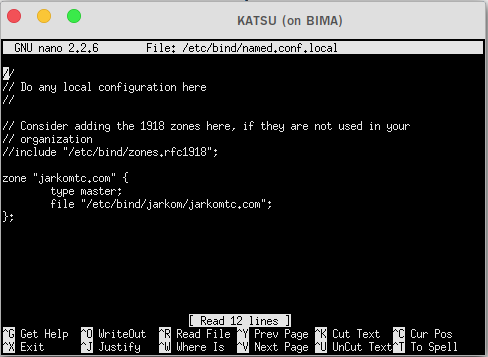 KATSU (on BIMA)
GNU nano 2.2.6 File: /etc/bind/named.conf.local
//
// Do any local configuration here
//
// Consider adding the 1918 zones here, if they are not used in your
// organization
//include "/etc/bind/zones.rfc1918";
zone "jarkomtc.com" {
type master;
file "/etc/bind/jarkom/jarkomtc.com";
};
[ Read 12 lines ]
^G Get Help ^O WriteOut ^R Read File ^Y Prev Page ^K Cut Text ^C Cur Pos
^X Exit ^J Justify ^W Where Is ^V Next Page ^U UnCut Text^T To Spell